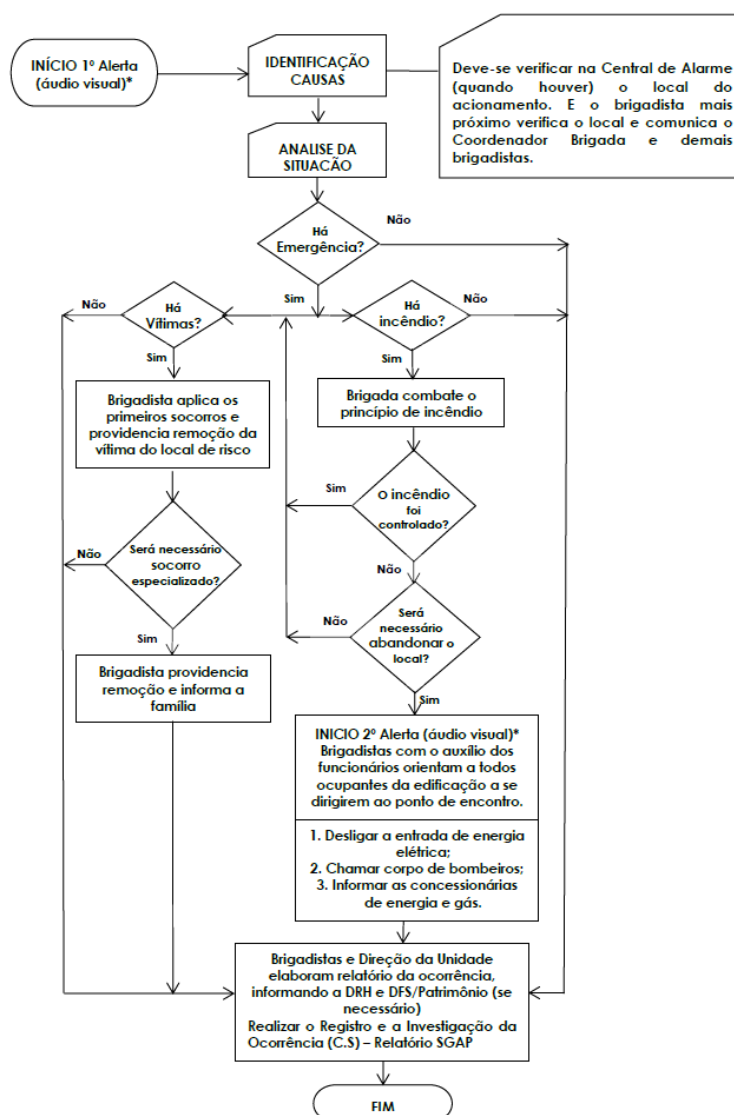 INÍCIO 1º Alerta
(áudio visual)*
IDENTIFICAÇÃO
CAUSAS
Deve-se verificar na Central de Alarme
(quando houver) o local do
acionamento. E o brigadista mais
próximo verifica o local e comunica o
Coordenador Brigada e demais
brigadistas.
ANALISE DA
SITUAÇÃO
Há
Emergência?
Não
Sim
Não
Há
Vítimas?
Há
incêndio?
Não
Sim
Sim
Brigadista aplica os
primeiros socorros e
providencia remoção da
vítima do local de risco
Brigada combate o
princípio de incêndio
Sim
O incêndio
foi
controlado?
Não
Não
Será necessário
socorro
especializado?
Não
Será
necessário
abandonar o
local?
Sim
Sim
Brigadista providencia
remoção e informa a
família
INICIO 2º Alerta (áudio visual)*
Brigadistas com o auxílio dos
funcionários orientam a todos
ocupantes da edificação a se
dirigirem ao ponto de encontro.
1. Desligar a entrada de energia
elétrica;
2. Chamar corpo de bombeiros;
3. Informar as concessionárias
de energia e gás.
Brigadistas e Direção da Unidade
elaboram relatório da ocorrência,
informando a DRH e DFS/Patrimônio (se
necessário)
Realizar o Registro e a Investigação da
Ocorrência (C.S) – Relatório SGAP
FIM